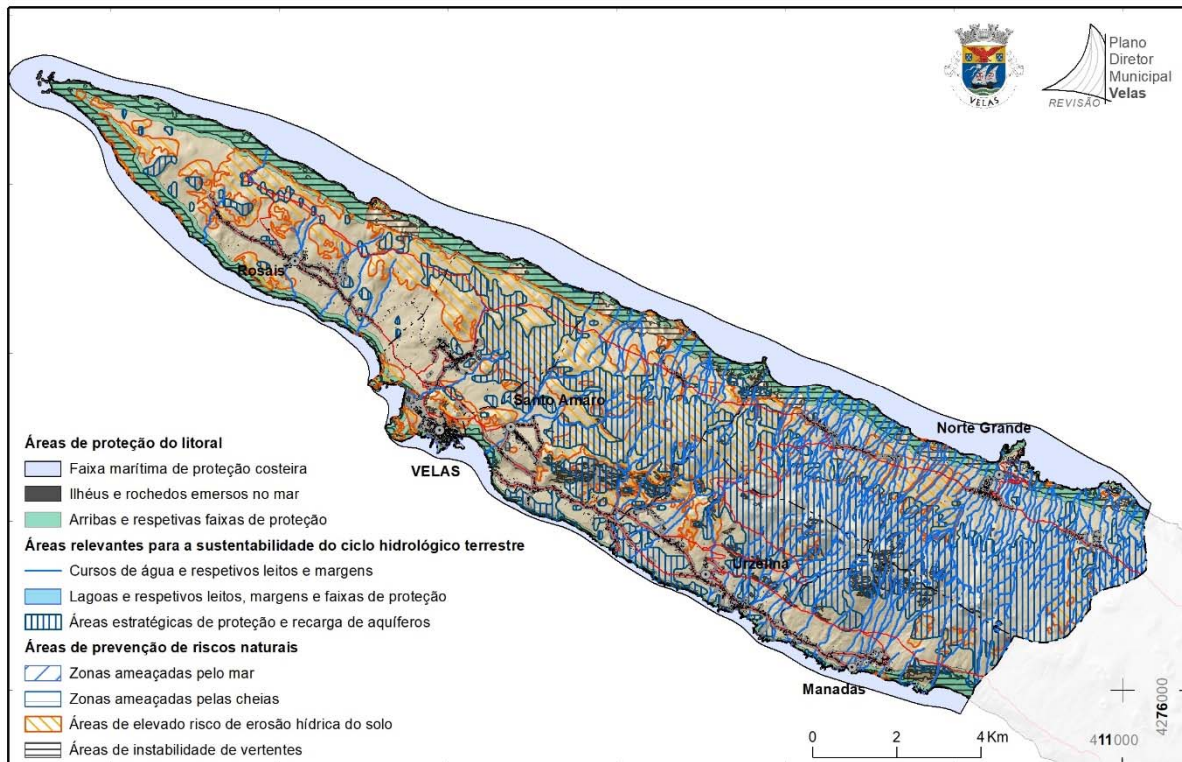 VELAS
REVISÃO
Plano
Diretor
Municipal
Velas
Rosais
Santo Amaro
VELAS
Norte Grande
Urzelina
Manadas
Áreas de proteção do litoral
Faixa marítima de proteção costeira
Ilhéus e rochedos emersos no mar
Arribas e respetivas faixas de proteção
Áreas relevantes para a sustentabilidade do ciclo hidrológico terrestre
Cursos de água e respetivos leitos e margens
Lagoas e respetivos leitos, margens e faixas de proteção
Áreas estratégicas de proteção e recarga de aquíferos
Áreas de prevenção de riscos naturais
Zonas ameaçadas pelo mar
Zonas ameaçadas pelas cheias
Áreas de elevado risco de erosão hídrica do solo
Áreas de instabilidade de vertentes
0 2 4 Km
411000
4276000